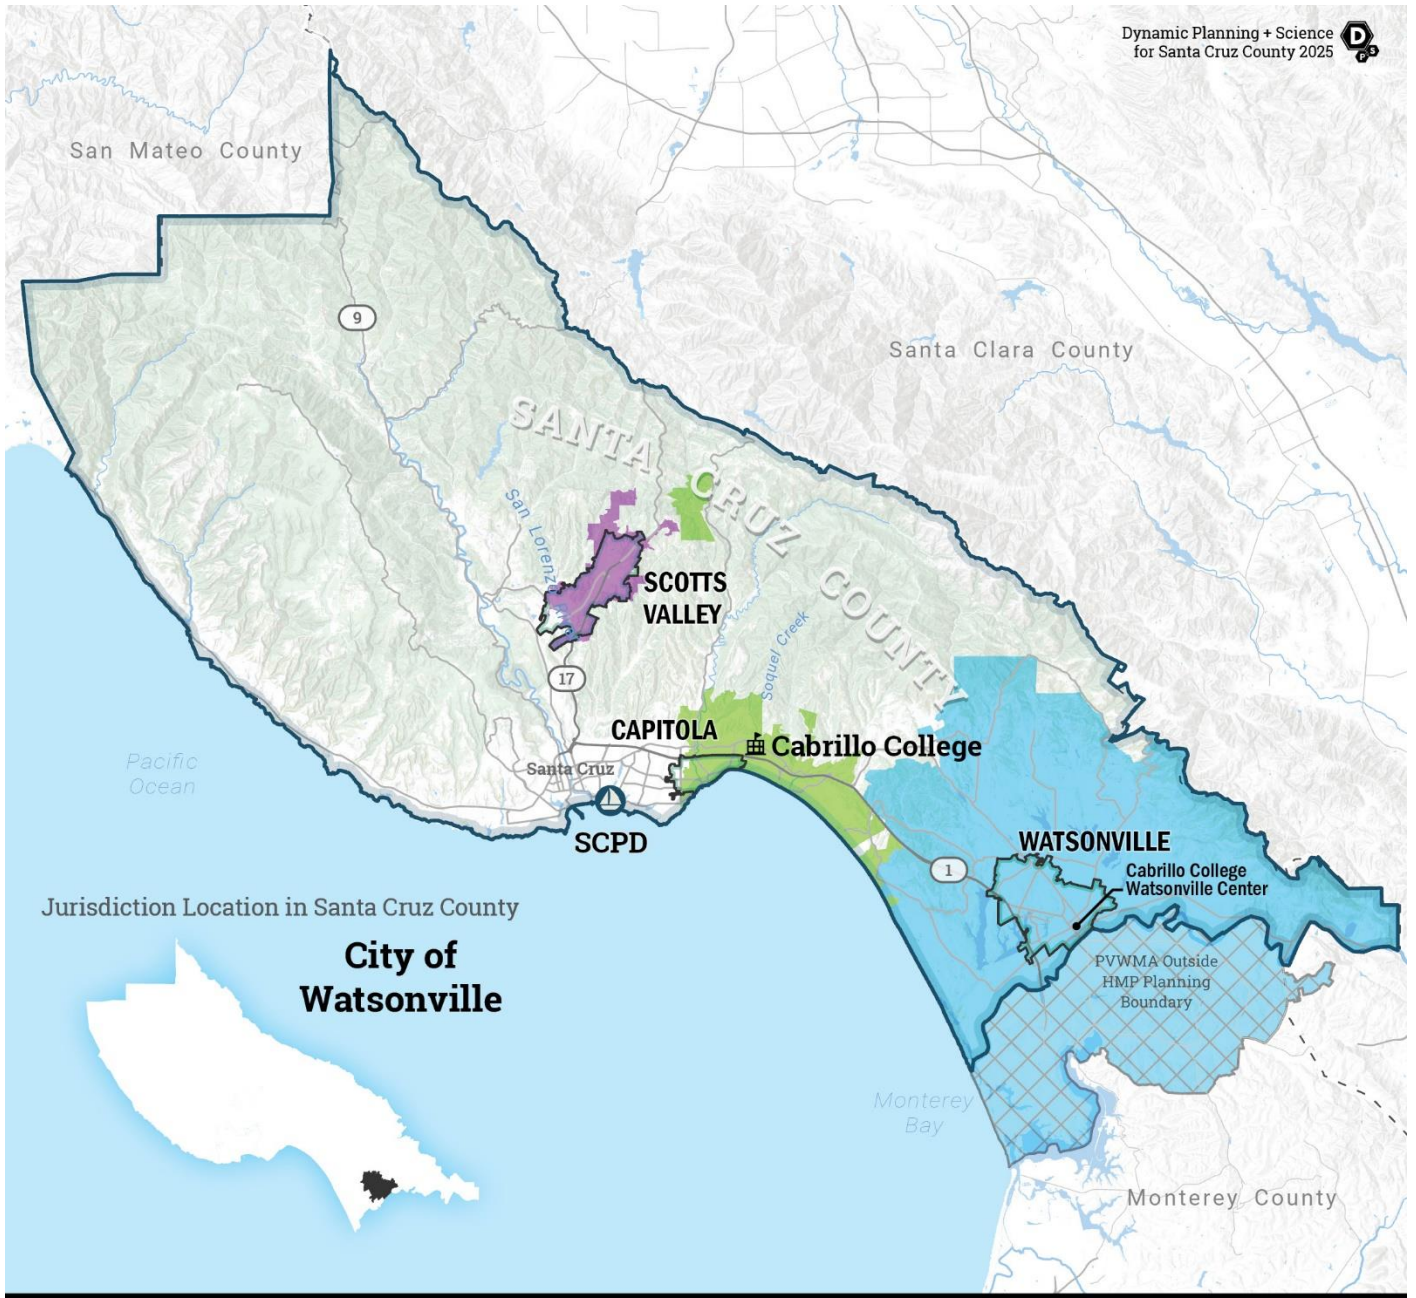 Dynamic Planning + Science
for Santa Cruz County 2025
D
P
S
San Mateo County
9
Santa Clara County
SANTA CRUZ COUNTY
San Lorenzo
SCOTTS
VALLEY
Soquel Creek
17
CAPITOLA
Cabrillo College
Pacific
Ocean
Santa Cruz
SCPD
WATSONVILLE
1
Cabrillo College
Watsonville Center
Jurisdiction Location in Santa Cruz County
City of
Watsonville
PVWMA Outside
HMP Planning
Boundary
Monterey
Bay
Monterey County